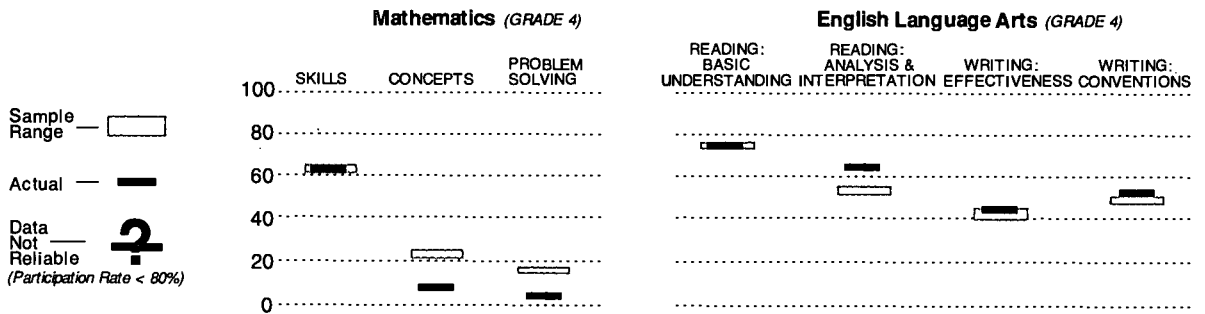 Mathematics (GRADE 4)
English Language Arts (GRADE 4)
SKILLS
CONCEPTS
PROBLEM
SOLVING
READING:
BASIC
UNDERSTANDING
READING:
ANALYSIS &
INTERPRETATION
WRITING:
EFFECTIVENESS
WRITING:
CONVENTIONS
100
80
60
40
20
0
Sample
Range
Actual
Data
Not
Reliable
?
(Participation Rate < 80%)